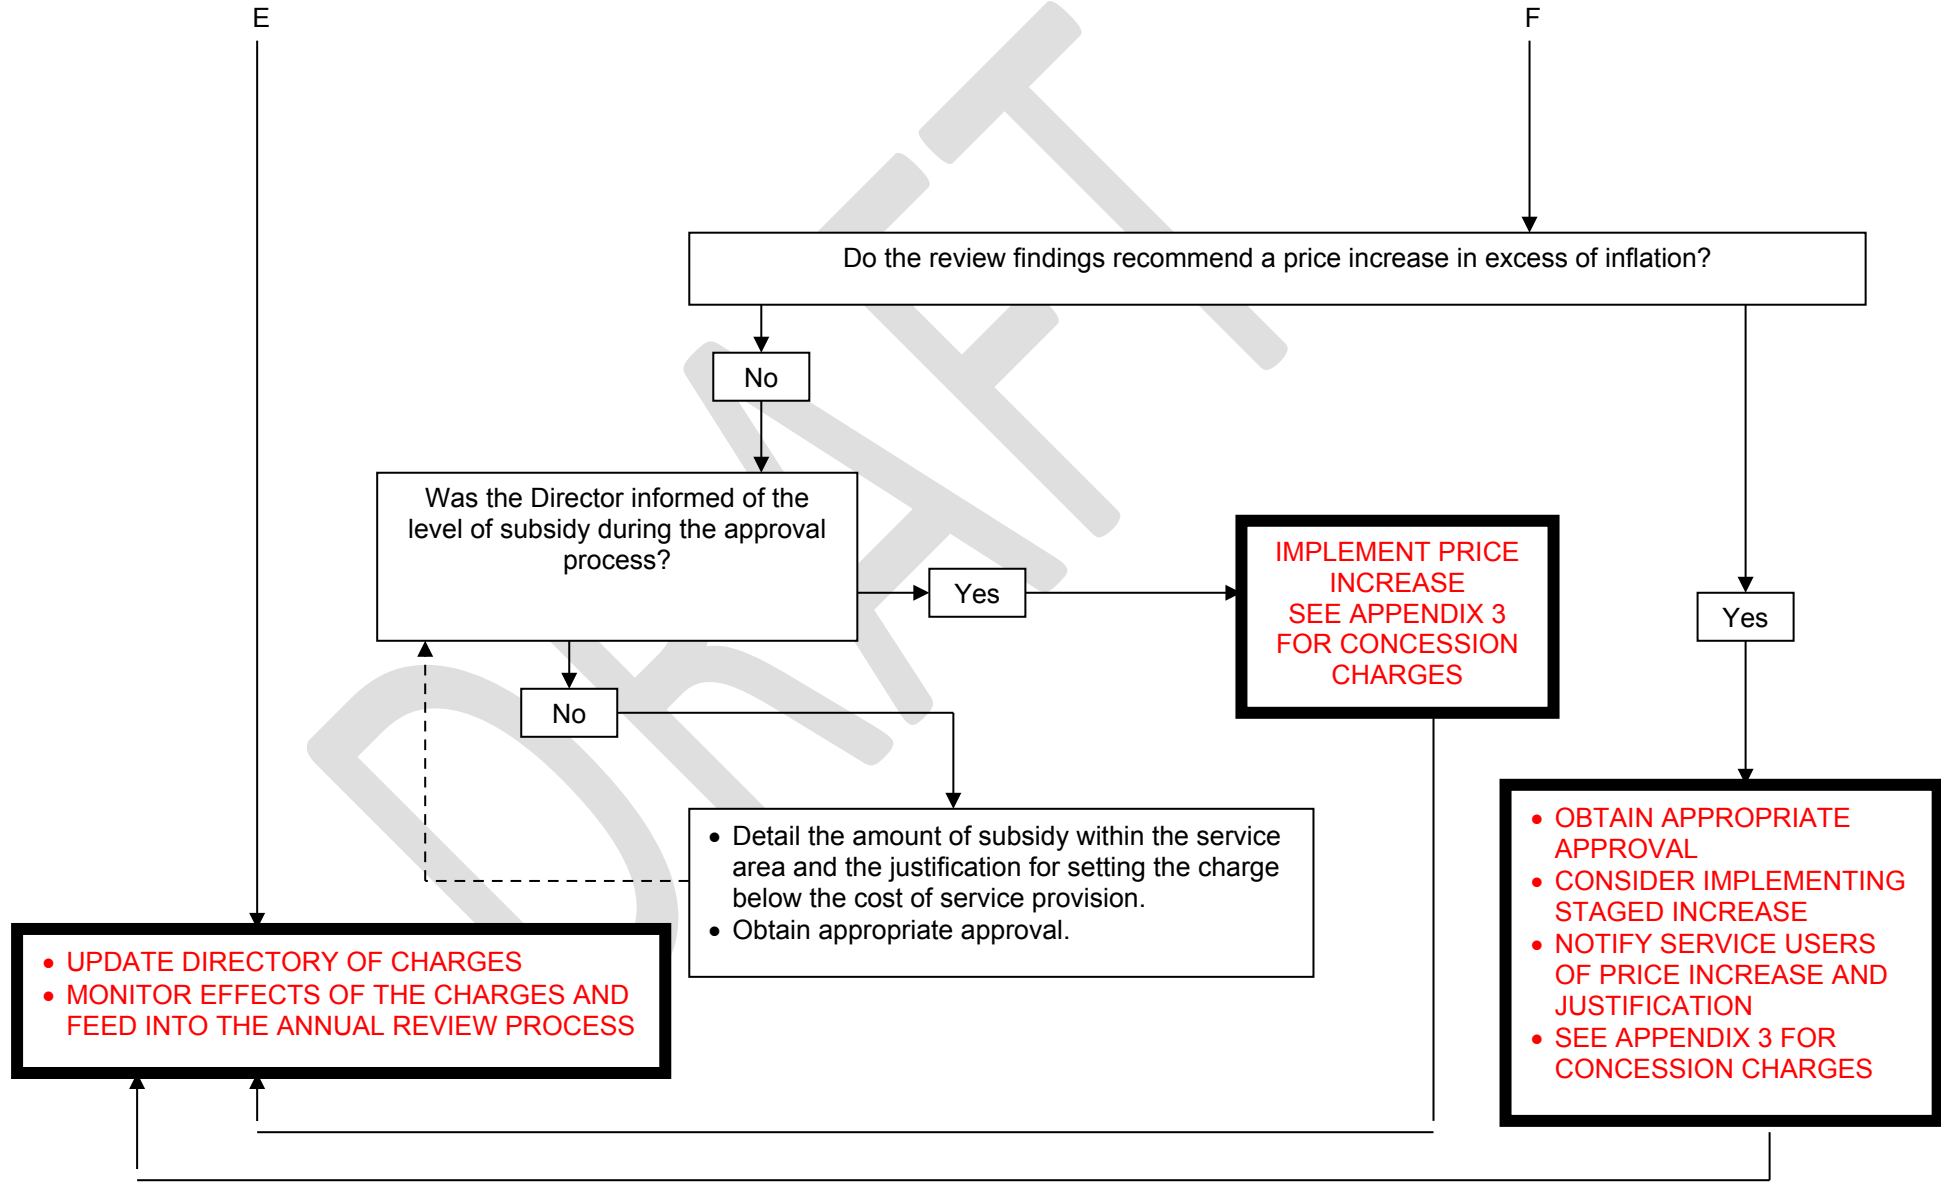 E
F
DRAFT
Do the review findings recommend a price increase in excess of inflation?
No
Was the Director informed of the
level of subsidy during the approval
process?
Yes
IMPLEMENT PRICE
INCREASE
SEE APPENDIX 3
FOR CONCESSION
CHARGES
Yes
No
• Detail the amount of subsidy within the service
area and the justification for setting the charge
below the cost of service provision.
• Obtain appropriate approval.
• OBTAIN APPROPRIATE
APPROVAL
• CONSIDER IMPLEMENTING
STAGED INCREASE
• NOTIFY SERVICE USERS
OF PRICE INCREASE AND
JUSTIFICATION
• SEE APPENDIX 3 FOR
CONCESSION CHARGES
• UPDATE DIRECTORY OF CHARGES
• MONITOR EFFECTS OF THE CHARGES AND
FEED INTO THE ANNUAL REVIEW PROCESS